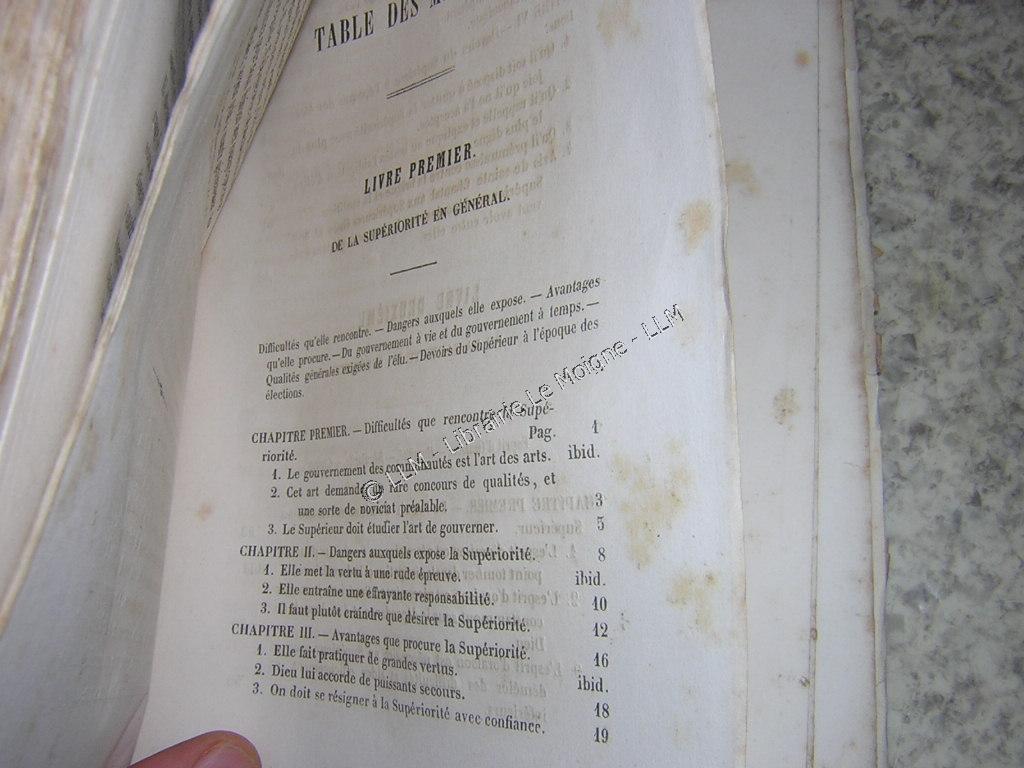 TABLE DES
LIVRE PREMIER.
DE LA SUPÉRIORITÉ EN GÉNÉRAL.
Difficultés qu'elle rencontre. — Dangers auxquels elle expose. — Avantages
qu'elle procure. — Du gouvernement à vie et du gouvernement à temps. —
Qualités générales exigées de l'élu. — Devoirs du Supérieur à l'époque des
élections.
CHAPITRE PREMIER. — Difficultés que rencontre la Supé-
riorité. Pag. 1
1. Le gouvernement des communautés est l'art des arts. ibid.
2. Cet art demande un rare concours de qualités, et
une sorte de noviciat préalable. 3
3. Le Supérieur doit étudier l'art de gouverner. 5
CHAPITRE II. — Dangers auxquels expose la Supériorité. 8
1. Elle met la vertu à une rude épreuve. ibid.
2. Elle entraîne une effrayante responsabilité. 10
3. Il faut plutôt craindre que désirer la Supériorité. 12
CHAPITRE III. — Avantages que procure la Supériorité. 16
1. Elle fait pratiquer de grandes vertus. ibid.
2. Dieu lui accorde de puissants secours. 18
3. On doit se résigner à la Supériorité avec confiance. 19
© LLM - Librairie Le Moigne - LLM